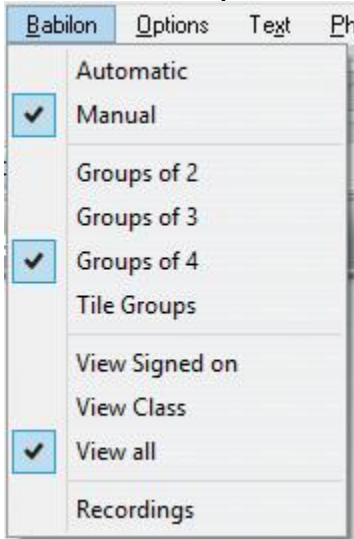 Babilon Options Text Ph
Automatic
Manual
Groups of 2
Groups of 3
Groups of 4
Tile Groups
View Signed on
View Class
View all
Recordings